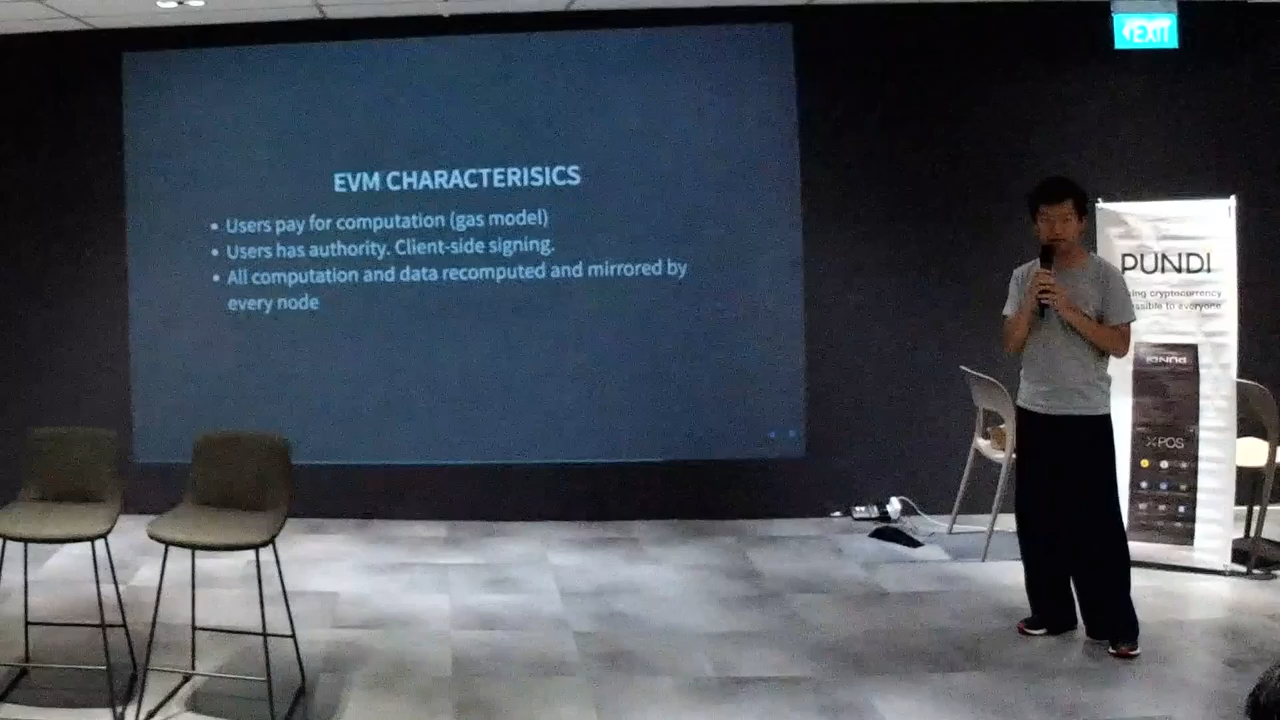 EVM CHARACTERISICS
• Users pay for computation (gas model)
• Users has authority. Client-side signing.
• All computation and data recomputed and mirrored by
every node
EXIT
PUNDI
cryptocurrency
to everyone
PUNDI
XPOS